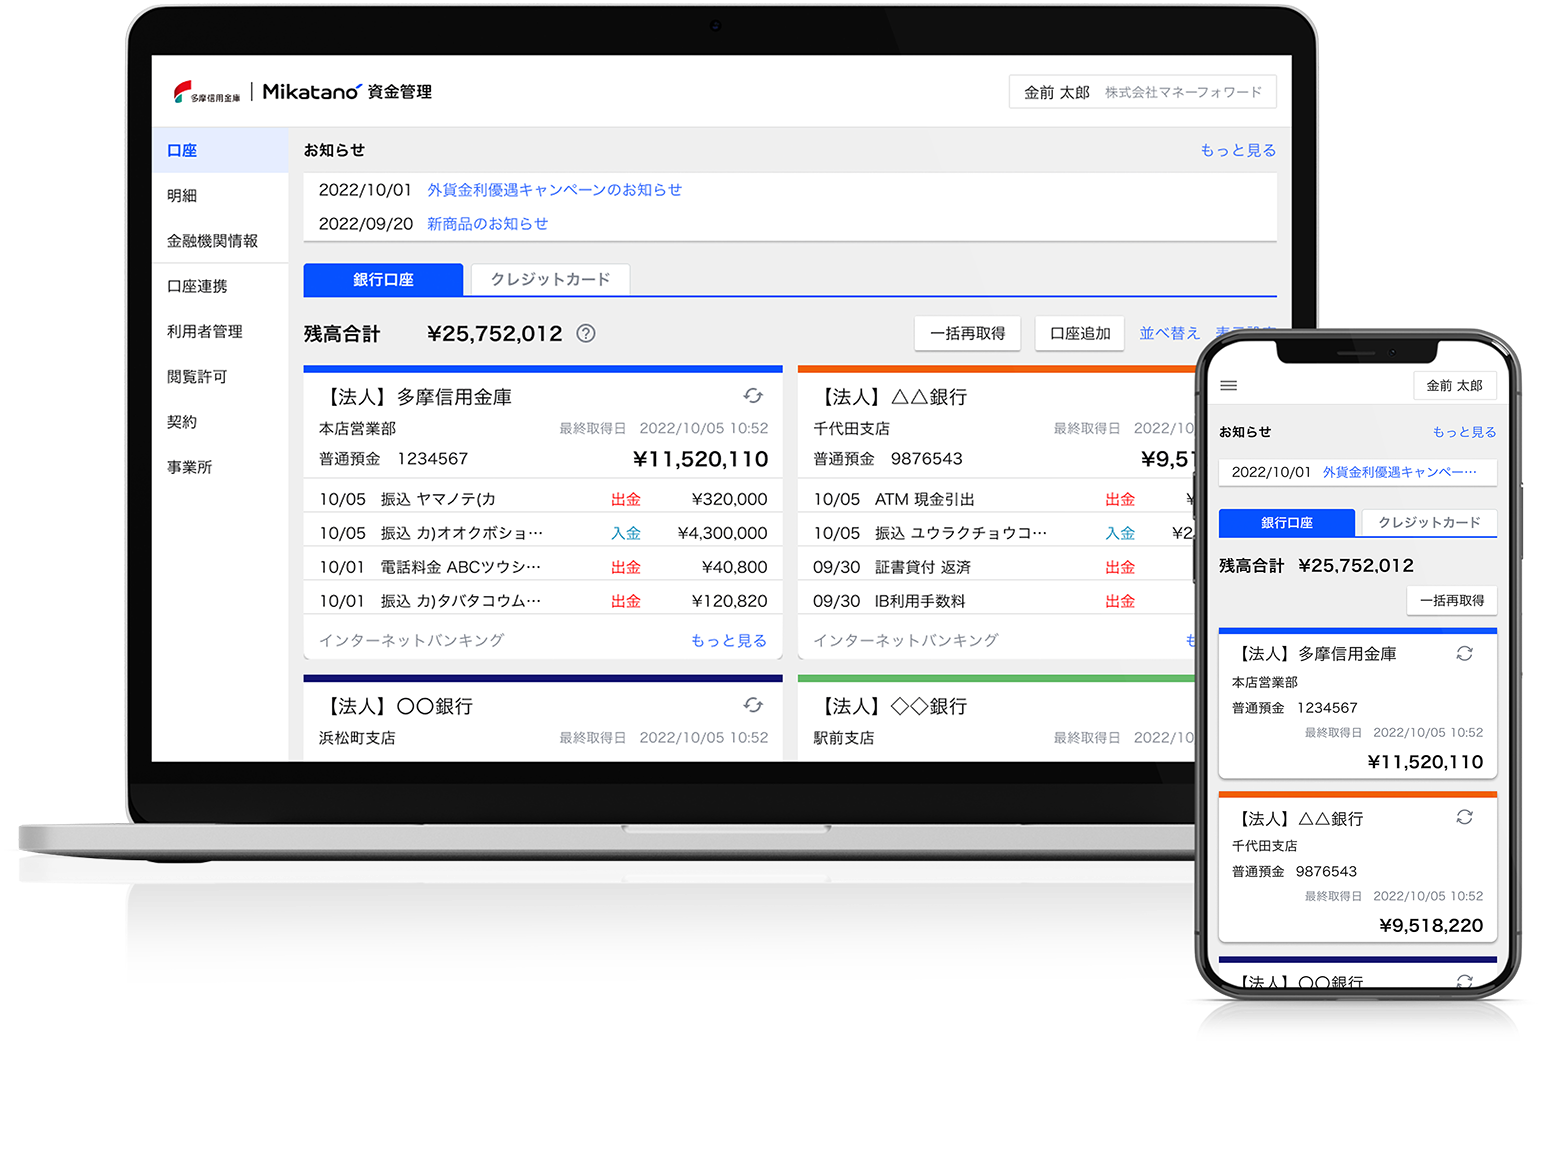 多摩信用金庫 Mikatano 資金管理
金前 太郎 株式会社マネーフォワード
口座
明細
金融機関情報
口座連携
利用者管理
閲覧許可
契約
事業所
お知らせ もっと見る
2022/10/01 外貨金利優遇キャンペーンのお知らせ
2022/09/20 新商品のお知らせ
銀行口座 クレジットカード
残高合計 ¥25,752,012 ?
一括再取得 口座追加 並べ替え
【法人】多摩信用金庫
本店営業部 最終取得日 2022/10/05 10:52
普通預金 1234567 ¥11,520,110
10/05 振込 ヤマノテ(カ 出金 ¥320,000
10/05 振込 カ)オオクボショ… 入金 ¥4,300,000
10/01 電話料金 ABCツウシ… 出金 ¥40,800
10/01 振込 カ)タバタコウム… 出金 ¥120,820
インターネットバンキング もっと見る
【法人】△△銀行
千代田支店 最終取得日 2022/10
普通預金 9876543 ¥9,51
10/05 ATM 現金引出 出金 ¥
10/05 振込 ユウラクチョウコ… 入金 ¥2
09/30 証書貸付 返済 出金
09/30 IB利用手数料 出金
インターネットバンキング も
【法人】〇〇銀行
浜松町支店 最終取得日 2022/10/05 10:52
【法人】◇◇銀行
駅前支店 最終取得日 2022/10
金前 太郎
お知らせ もっと見る
2022/10/01 外貨金利優遇キャンペー…
銀行口座 クレジットカード
残高合計 ¥25,752,012
一括再取得
【法人】多摩信用金庫
本店営業部
普通預金 1234567
最終取得日 2022/10/05 10:52
¥11,520,110
【法人】△△銀行
千代田支店
普通預金 9876543
最終取得日 2022/10/05 10:52
¥9,518,220
【法人】〇〇銀行